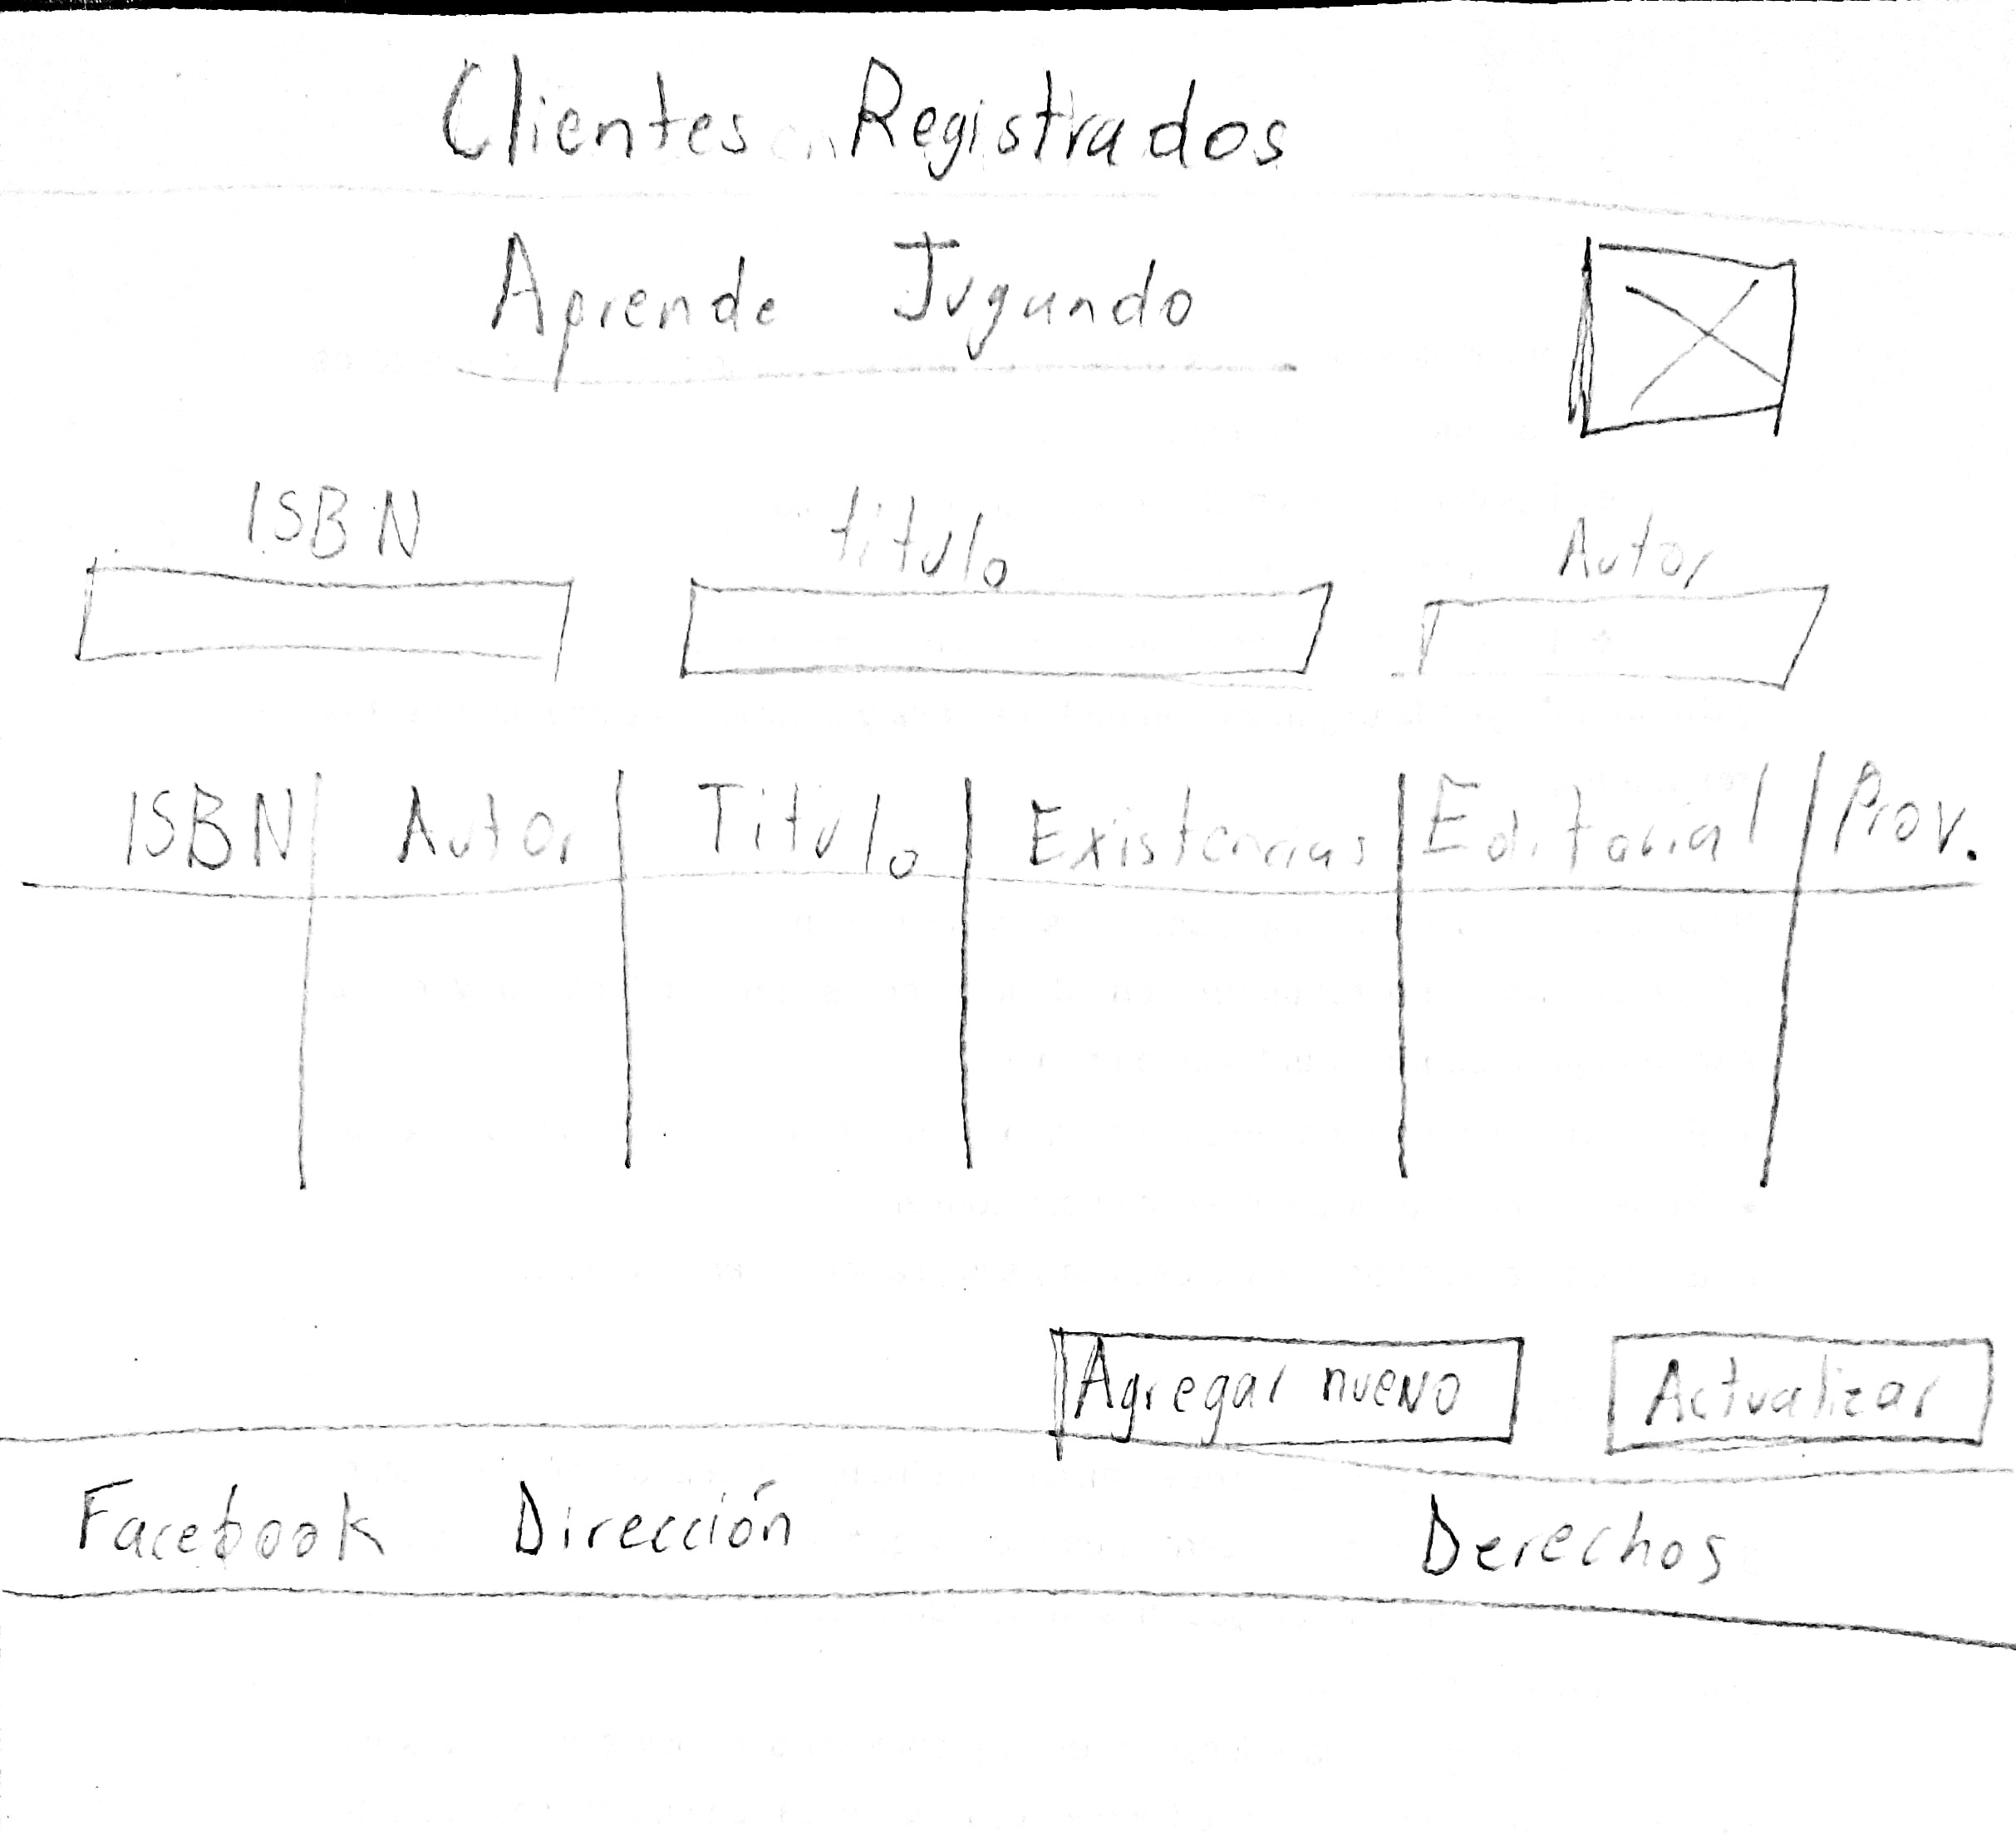 Clientes Registrados
Aprende Jugando
ISBN titulo Autor
ISBN Autor Titulo Existencias Editorial Prov.
Agregar nuevo Actualizar
Facebook Dirección Derechos